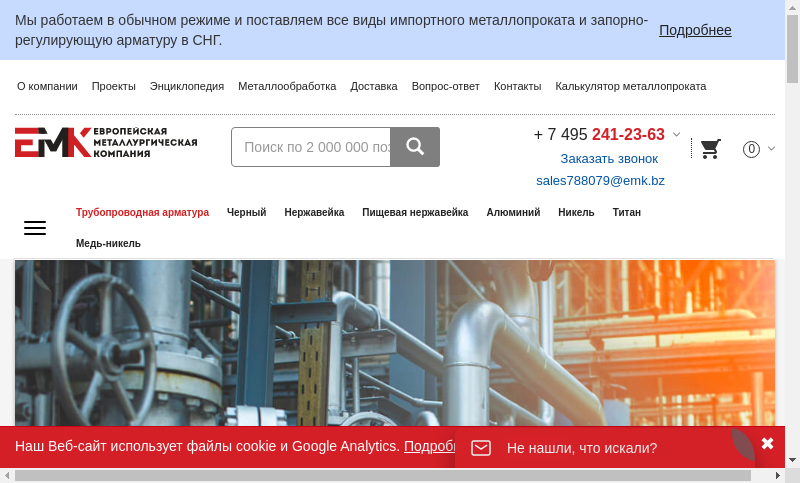 Мы работаем в обычном режиме и поставляем все виды импортного металлопроката и запорно-
регулирующую арматуру в СНГ.
Подробнее
О компании Проекты Энциклопедия Металлообработка Доставка Вопрос-ответ Контакты Калькулятор металлопроката
ЕМК ЕВРОПЕЙСКАЯ
МЕТАЛЛУРГИЧЕСКАЯ
КОМПАНИЯ
Поиск по 2 000 000 поз
+ 7 495 241-23-63
Заказать звонок
sales788079@emk.bz
0
Трубопроводная арматура Черный Нержавейка Пищевая нержавейка Алюминий Никель Титан
Медь-никель
Наш Веб-сайт использует файлы cookie и Google Analytics. Подроб
Не нашли, что искали?